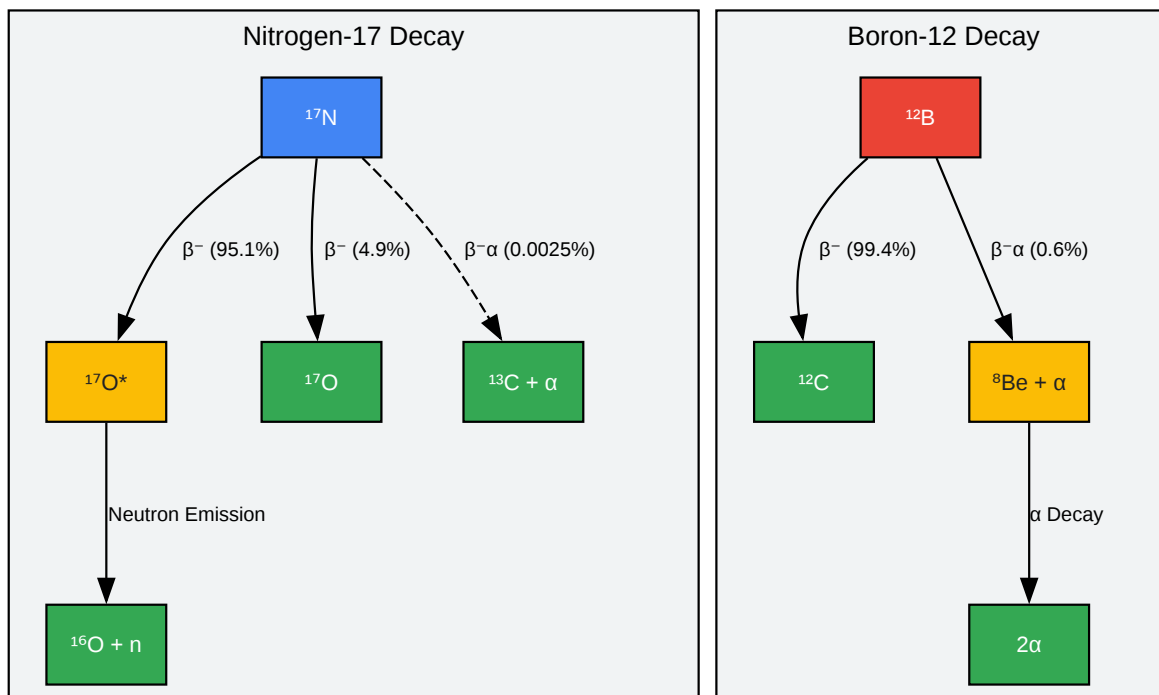 Nitrogen-17 Decay
¹⁷N
β⁻ (95.1%)
β⁻ (4.9%)
β⁻α (0.0025%)
¹⁷O*
¹⁷O
¹³C + α
Neutron Emission
¹⁶O + n
Boron-12 Decay
¹²B
β⁻ (99.4%)
β⁻α (0.6%)
¹²C
⁸Be + α
α Decay
2α